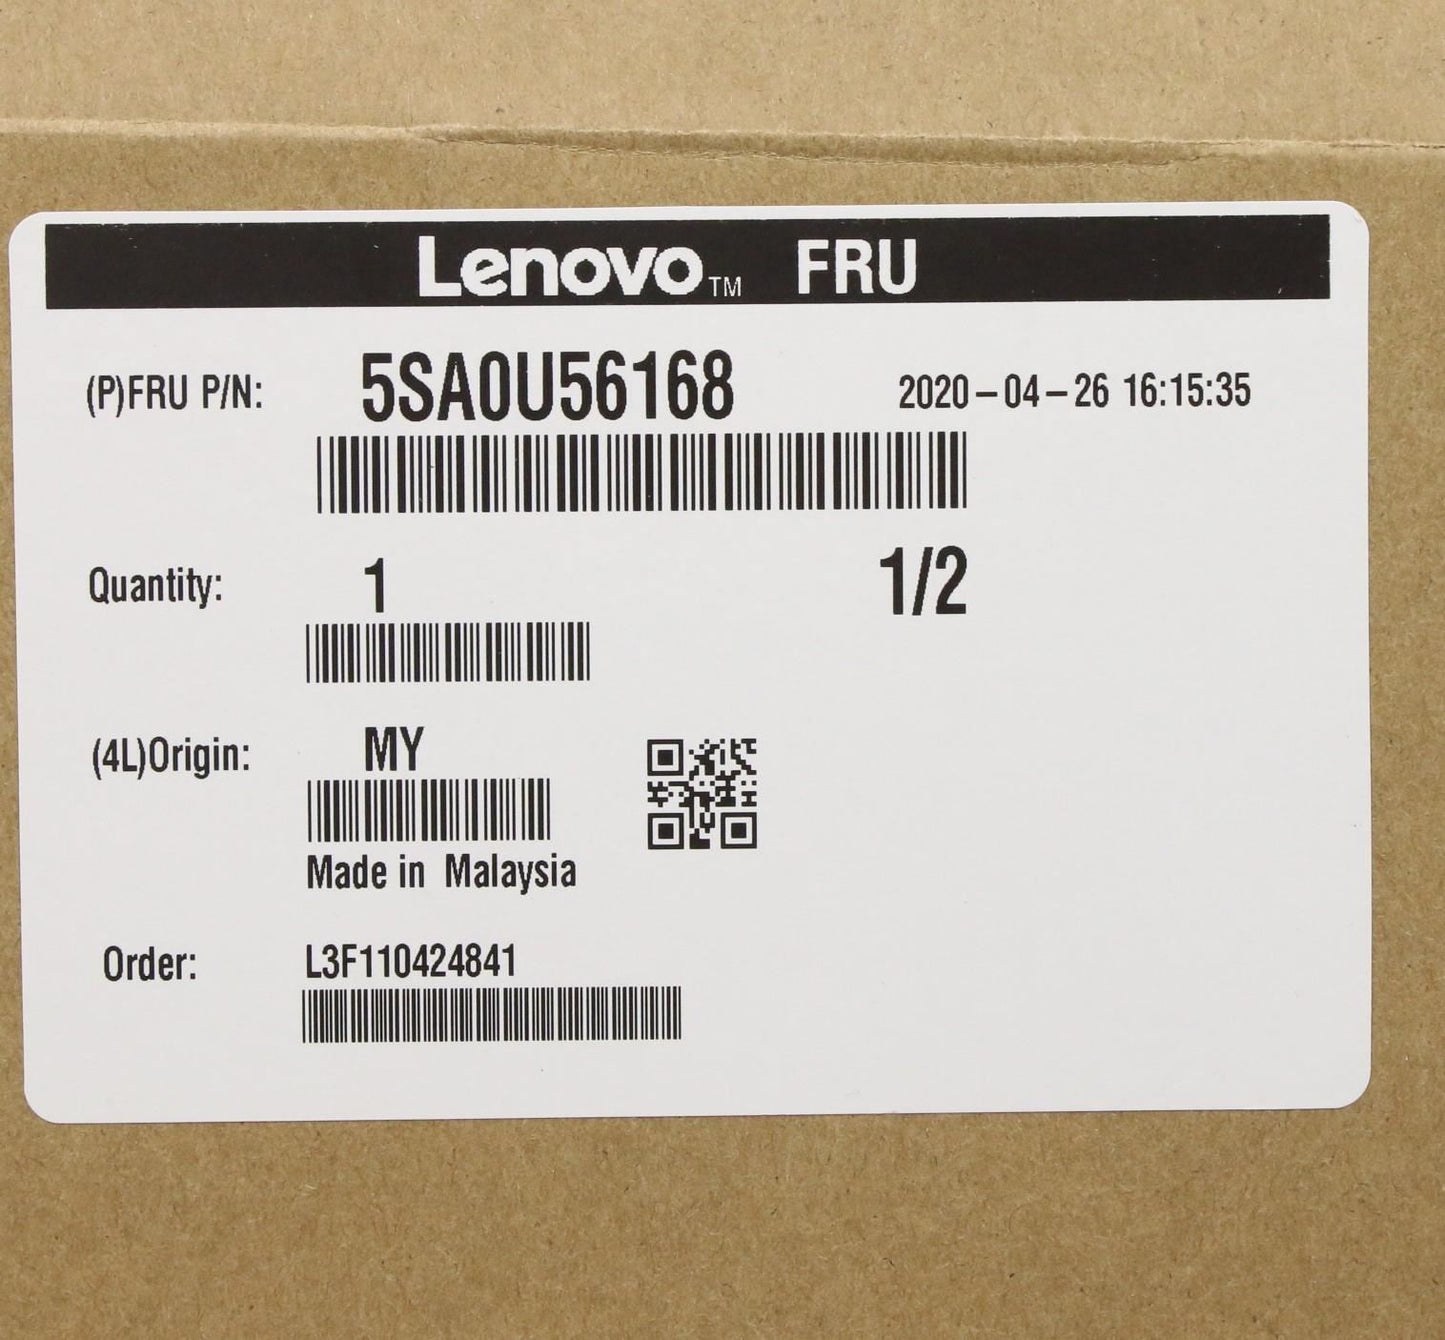 Lenovo™ FRU
(P)FRU P/N: 5SA0U56168 2020-04-26 16:15:35
Quantity: 1 1/2
(4L)Origin: MY
Made in Malaysia
Order: L3F110424841